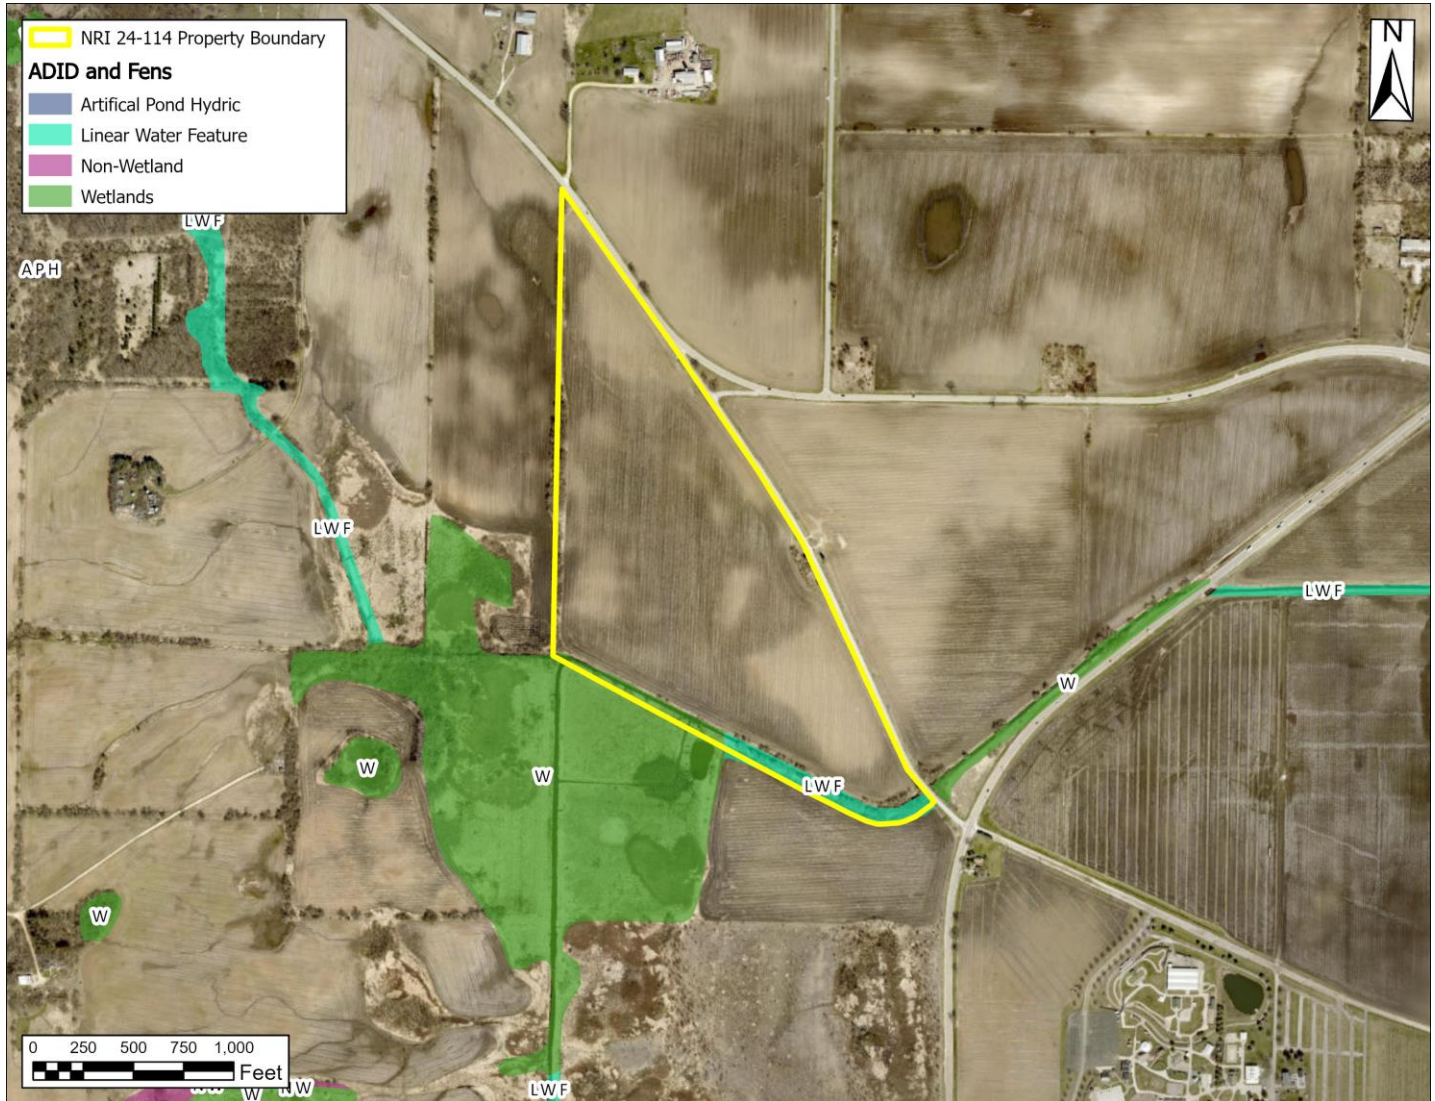 NRI 24-114 Property Boundary
ADID and Fens
Artifical Pond Hydric
Linear Water Feature
Non-Wetland
Wetlands
N
LWF
APH
LWF
LWF
W
W
W
LWF
W
0 250 500 750 1,000
Feet
W
NW
LWF